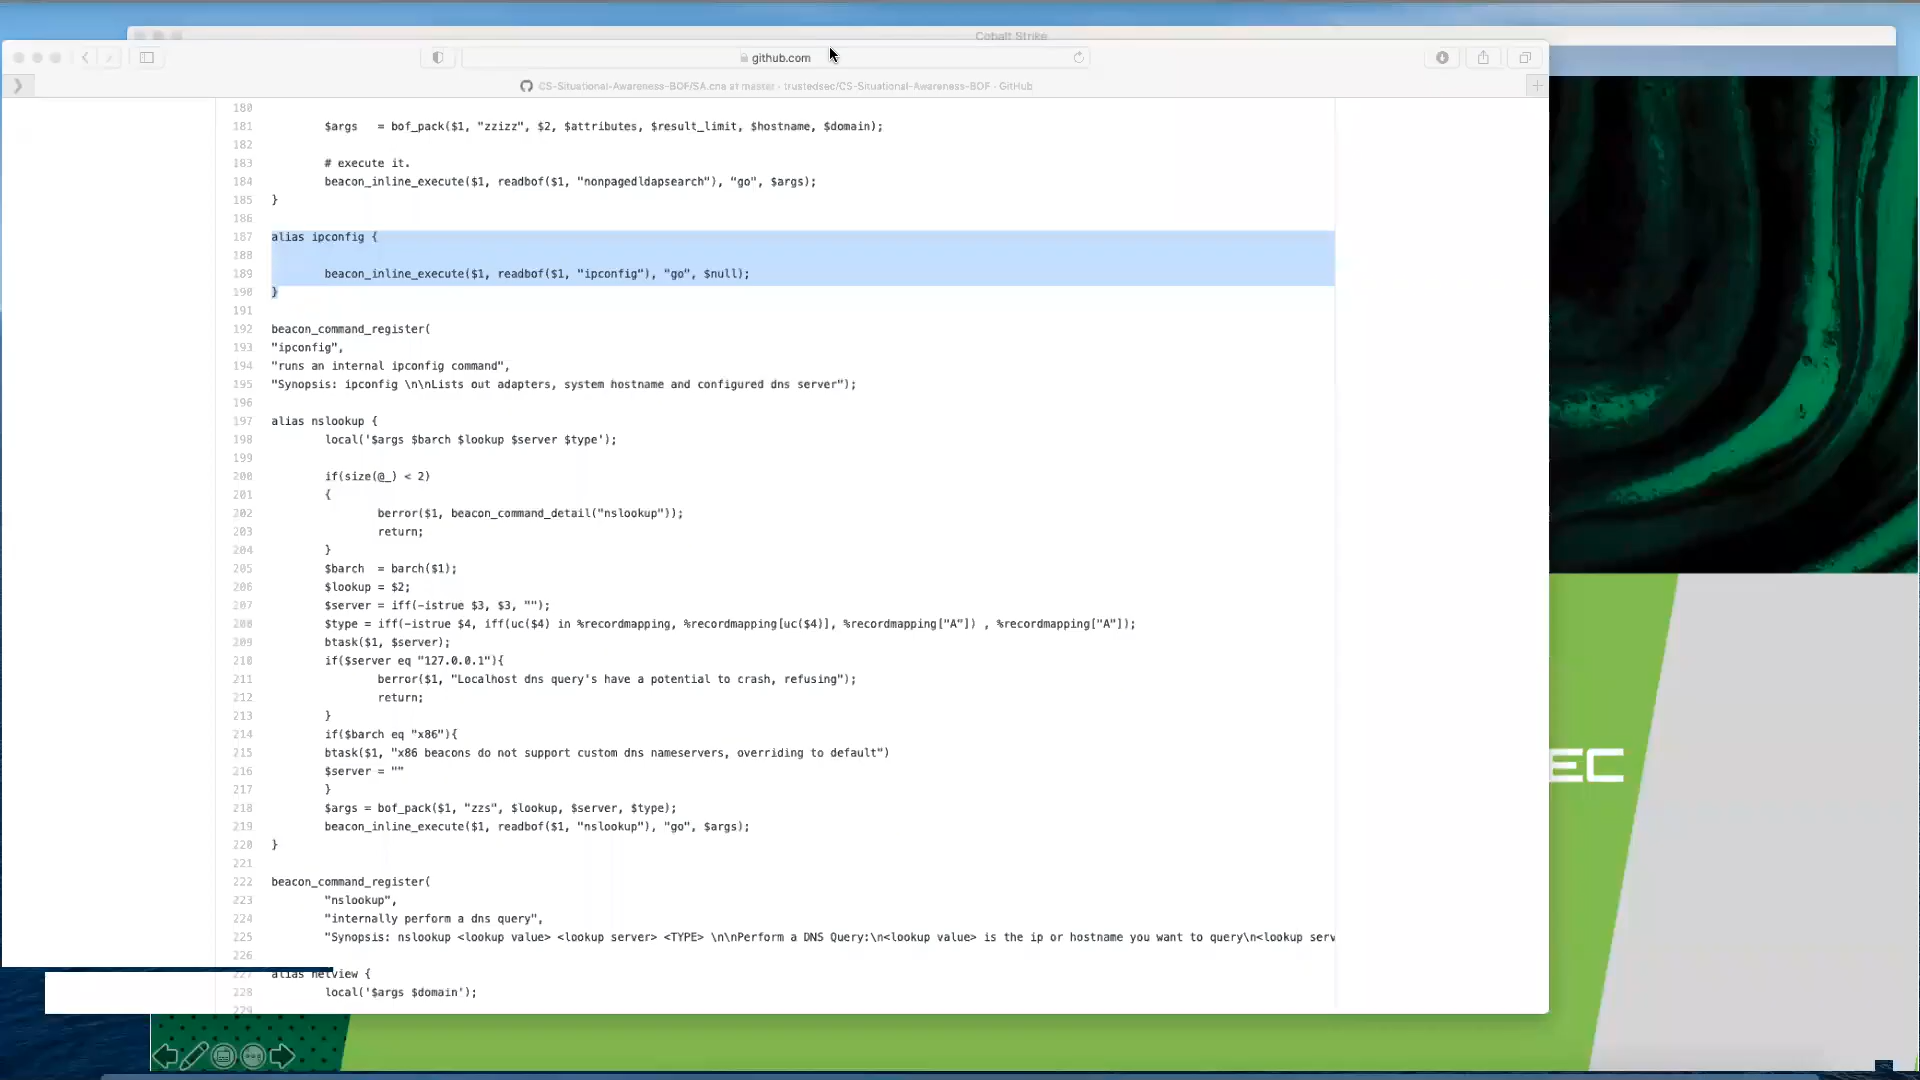 Cobalt Strike
github.com
CS-Situational-Awareness-BOF/SA.cna at master · trustedsec/CS-Situational-Awareness-BOF · GitHub
180
181 $args = bof_pack($1, "zzizz", $2, $attributes, $result_limit, $hostname, $domain);
182
183 # execute it.
184 beacon_inline_execute($1, readbof($1, "nonpagedldapsearch"), "go", $args);
185 }
186
187 alias ipconfig {
188
189 beacon_inline_execute($1, readbof($1, "ipconfig"), "go", $null);
190 }
191
192 beacon_command_register(
193 "ipconfig",
194 "runs an internal ipconfig command",
195 "Synopsis: ipconfig \n\nLists out adapters, system hostname and configured dns server");
196
197 alias nslookup {
198 local('$args $barch $lookup $server $type');
199
200 if(size(@_) < 2)
201 {
202 berror($1, beacon_command_detail("nslookup"));
203 return;
204 }
205 $barch = barch($1);
206 $lookup = $2;
207 $server = iff(-istrue $3, $3, "");
208 $type = iff(-istrue $4, iff(uc($4) in %recordmapping, %recordmapping[uc($4)], %recordmapping["A"]) , %recordmapping["A"]);
209 btask($1, $server);
210 if($server eq "127.0.0.1"){
211 berror($1, "Localhost dns query's have a potential to crash, refusing");
212 return;
213 }
214 if($barch eq "x86"){
215 btask($1, "x86 beacons do not support custom dns nameservers, overriding to default")
216 $server = ""
217 }
218 $args = bof_pack($1, "zzs", $lookup, $server, $type);
219 beacon_inline_execute($1, readbof($1, "nslookup"), "go", $args);
220 }
221
222 beacon_command_register(
223 "nslookup",
224 "internally perform a dns query",
225 "Synopsis: nslookup <lookup value> <lookup server> <TYPE> \n\nPerform a DNS Query:\n<lookup value> is the ip or hostname you want to query\n<lookup serv
226
227 alias netview {
228 local('$args $domain');
229
EC